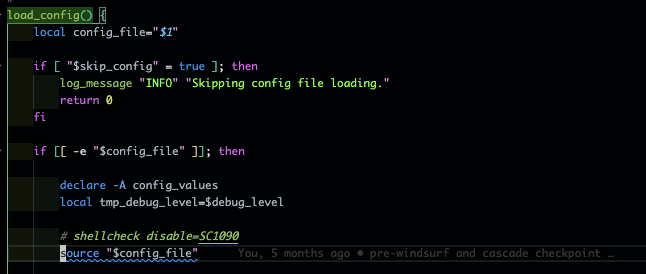 load_config() {
local config_file="$1"
if [ "$skip_config" = true ]; then
log_message "INFO" "Skipping config file loading."
return 0
fi
if [[ -e "$config_file" ]]; then
declare -A config_values
local tmp_debug_level=$debug_level
# shellcheck disable=SC1090
source "$config_file" You, 5 months ago • pre-windsurf and cascade checkpoint …